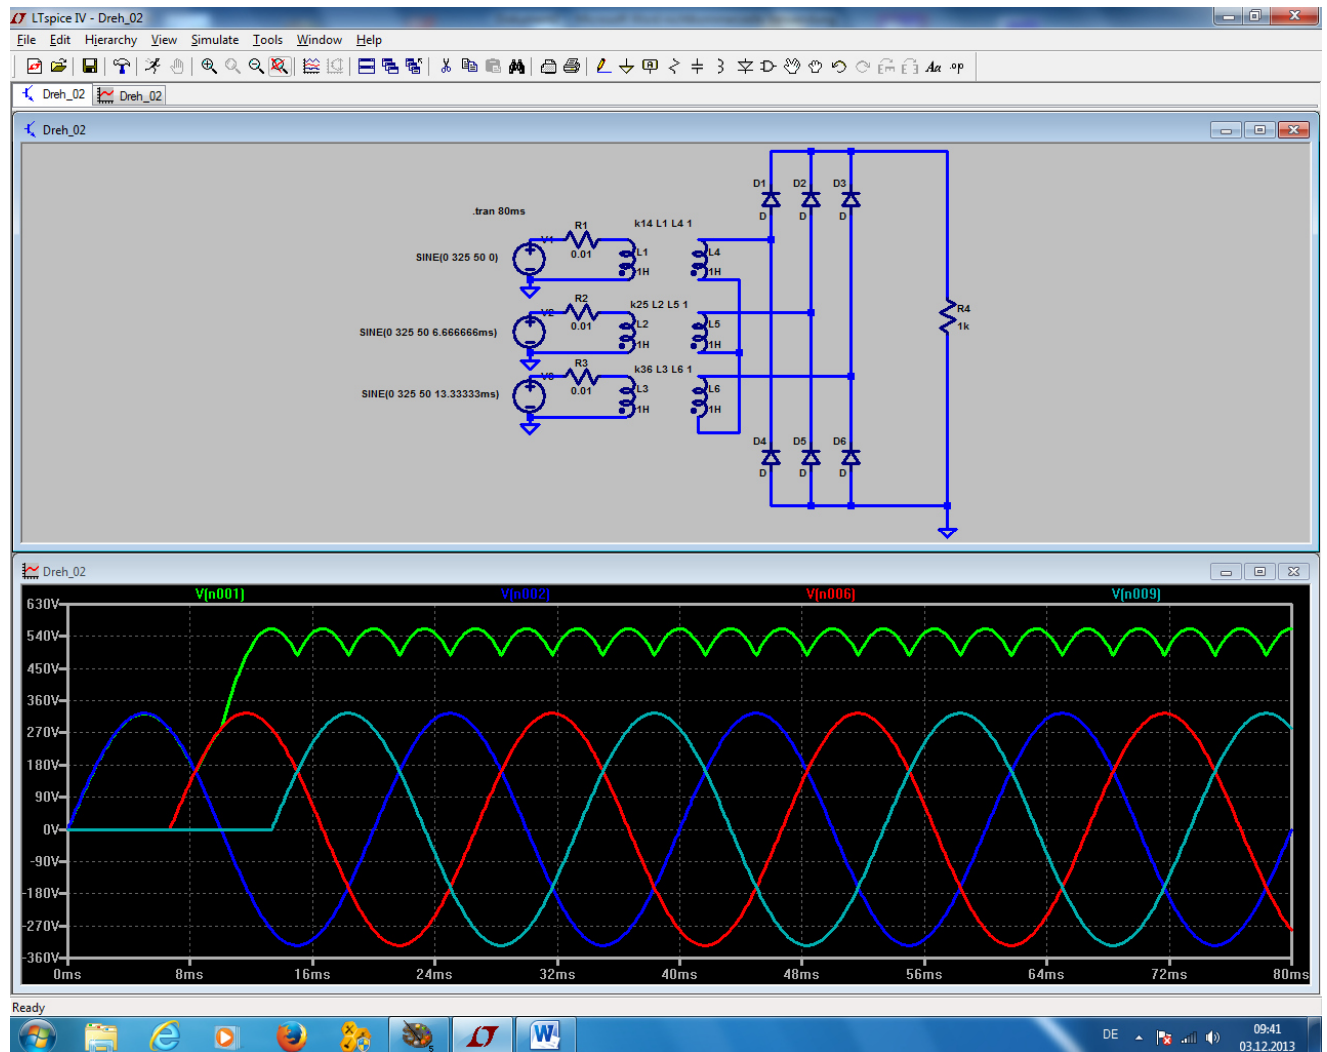 LTspice IV - Dreh_02
File Edit Hierarchy View Simulate Tools Window Help
Dreh_02 Dreh_02
Dreh_02
.tran 80ms
SINE(0 325 50 0)
V1
R1
0.01
k14 L1 L4 1
L1
1H
L4
1H
SINE(0 325 50 6.666666ms)
V2
R2
0.01
k25 L2 L5 1
L2
1H
L5
1H
SINE(0 325 50 13.33333ms)
R3
0.01
k36 L3 L6 1
L3
1H
L6
1H
D1 D2 D3
D D D
D4 D5 D6
D D D
R4
1k
Dreh_02
V(n001) V(n002) V(n006) V(n009)
630V
540V
450V
360V
270V
180V
90V
0V
-90V
-180V
-270V
-360V
0ms 8ms 16ms 24ms 32ms 40ms 48ms 56ms 64ms 72ms 80ms
Ready
DE
09:41
03.12.2013